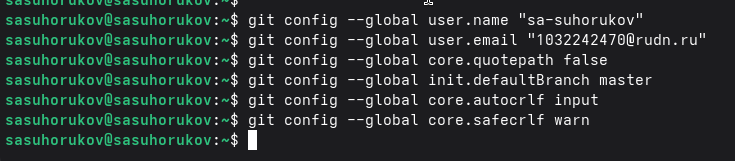 sasuhorukov@sasuhorukov:~$
sasuhorukov@sasuhorukov:~$ git config --global user.name "sa-suhorukov"
sasuhorukov@sasuhorukov:~$ git config --global user.email "1032242470@rudn.ru"
sasuhorukov@sasuhorukov:~$ git config --global core.quotepath false
sasuhorukov@sasuhorukov:~$ git config --global init.defaultBranch master
sasuhorukov@sasuhorukov:~$ git config --global core.autocrlf input
sasuhorukov@sasuhorukov:~$ git config --global core.safecrlf warn
sasuhorukov@sasuhorukov:~$